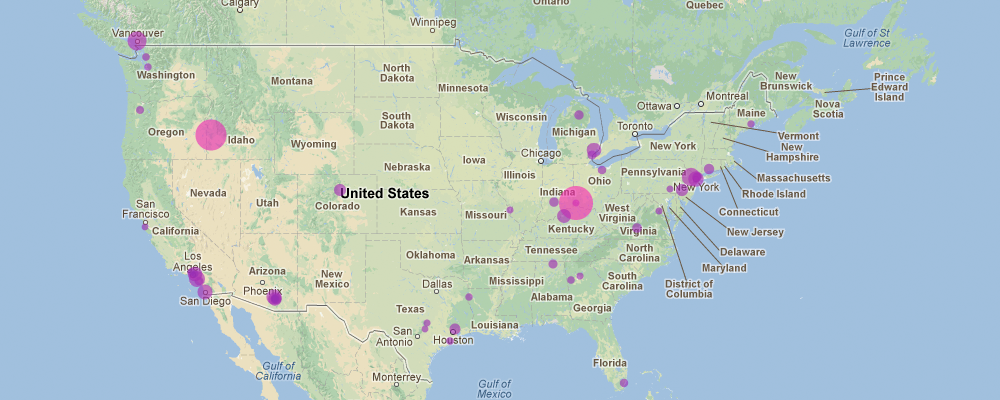 Calgary
Ontario
Quebec
Winnipeg
Vancouver
Gulf of St
Lawrence
Washington
North
Dakota
Montana
Minnesota
New
Brunswick
Prince
Edward
Island
Ottawa
Montreal
Nova
Scotia
Maine
Oregon
Idaho
Wyoming
South
Dakota
Wisconsin
Michigan
Toronto
Vermont
New
Hampshire
New York
Chicago
Iowa
Nebraska
Illinois
Indiana
Ohio
Pennsylvania
New York
Massachusetts
Rhode Island
Connecticut
Nevada
Utah
Colorado
United States
Kansas
Missouri
Kentucky
West
Virginia
Virginia
New Jersey
Delaware
Maryland
District of
Columbia
San
Francisco
California
Los
Angeles
San Diego
Arizona
Phoenix
New
Mexico
Oklahoma
Arkansas
Tennessee
North
Carolina
South
Carolina
Dallas
Mississippi
Alabama
Georgia
Texas
San
Antonio
Houston
Louisiana
Florida
Gulf of
California
Monterrey
Gulf of
Mexico